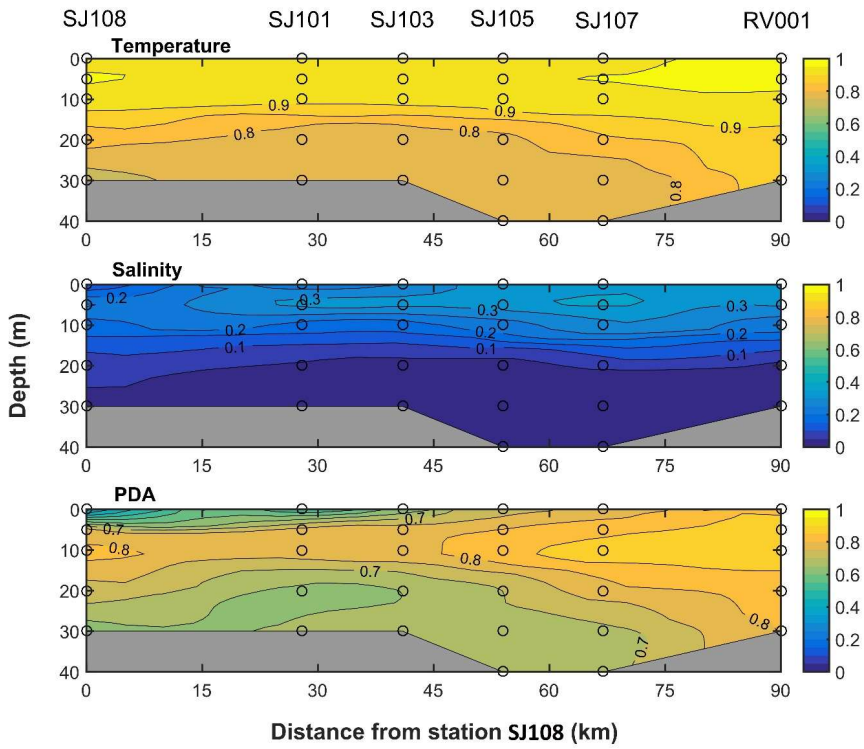 SJ108 SJ101 SJ103 SJ105 SJ107 RV001
Temperature
0 10 20 30 40
0.9 0.9 0.9
0.8 0.8 0.8
0 15 30 45 60 75 90
1 0.8 0.6 0.4 0.2 0
Salinity
0 10 20 30 40
0.2 0.3 0.3 0.3
0.2 0.2 0.2
0.1 0.1 0.1
0 15 30 45 60 75 90
1 0.8 0.6 0.4 0.2 0
Depth (m)
PDA
0 10 20 30 40
0.7 0.7
0.8 0.8
0.7
0.8
0.7
0 15 30 45 60 75 90
1 0.8 0.6 0.4 0.2 0
Distance from station SJ108 (km)